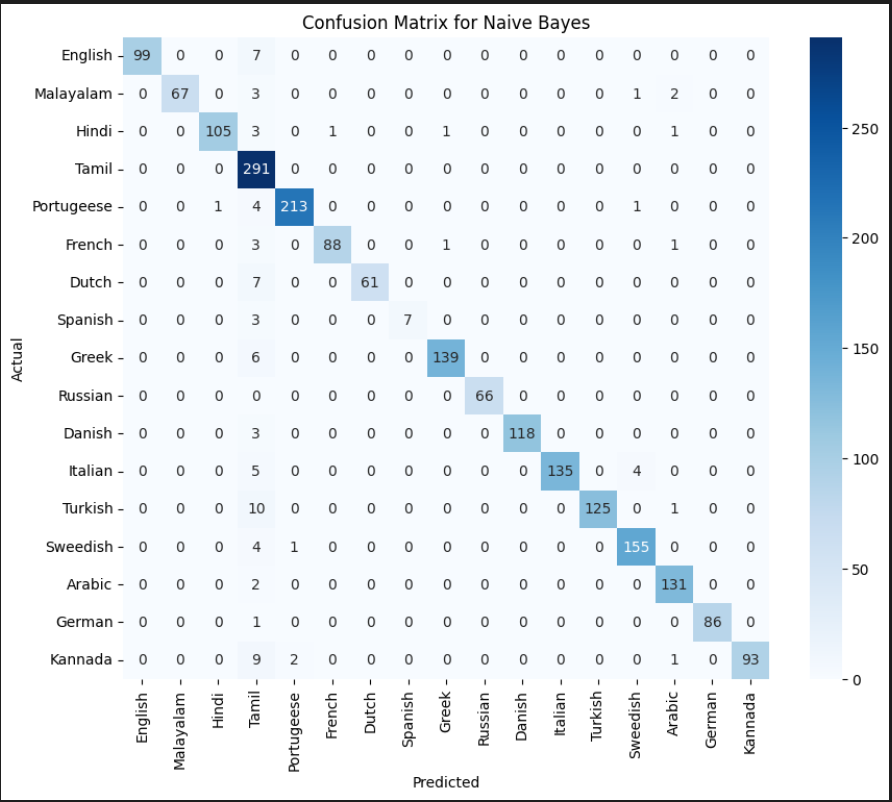 Confusion Matrix for Naive Bayes
English 99 0 0 7 0 0 0 0 0 0 0 0 0 0 0 0 0
Malayalam 0 67 0 3 0 0 0 0 0 0 0 0 0 1 2 0 0
Hindi 0 0 105 3 0 1 0 0 1 0 0 0 0 0 1 0 0
Tamil 0 0 0 291 0 0 0 0 0 0 0 0 0 0 0 0 0
Portugeese 0 0 1 4 213 0 0 0 0 0 0 0 0 1 0 0 0
French 0 0 0 3 0 88 0 0 1 0 0 0 0 0 1 0 0
Dutch 0 0 0 7 0 0 61 0 0 0 0 0 0 0 0 0 0
Spanish 0 0 0 3 0 0 0 7 0 0 0 0 0 0 0 0 0
Greek 0 0 0 6 0 0 0 0 139 0 0 0 0 0 0 0 0
Russian 0 0 0 0 0 0 0 0 0 66 0 0 0 0 0 0 0
Danish 0 0 0 3 0 0 0 0 0 0 118 0 0 0 0 0 0
Italian 0 0 0 5 0 0 0 0 0 0 0 135 0 4 0 0 0
Turkish 0 0 0 10 0 0 0 0 0 0 0 0 125 0 1 0 0
Sweedish 0 0 0 4 1 0 0 0 0 0 0 0 0 155 0 0 0
Arabic 0 0 0 2 0 0 0 0 0 0 0 0 0 0 131 0 0
German 0 0 0 1 0 0 0 0 0 0 0 0 0 0 0 86 0
Kannada 0 0 0 9 2 0 0 0 0 0 0 0 0 0 1 0 93
English Malayalam Hindi Tamil Portugeese French Dutch Spanish Greek Russian Danish Italian Turkish Sweedish Arabic German Kannada
Predicted
Actual
250
200
150
100
50
0